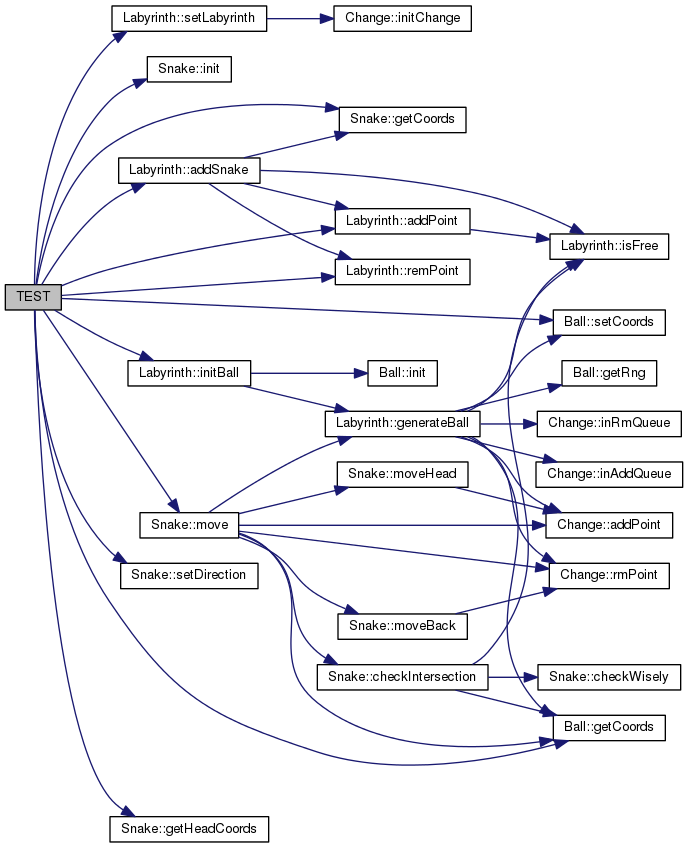 Labyrinth::setLabyrinth
Change::initChange
Snake::init
Snake::getCoords
Labyrinth::addSnake
Labyrinth::addPoint
Labyrinth::isFree
Labyrinth::remPoint
TEST
Ball::setCoords
Labyrinth::initBall
Ball::init
Ball::getRng
Labyrinth::generateBall
Change::inRmQueue
Snake::moveHead
Change::inAddQueue
Snake::move
Change::addPoint
Snake::setDirection
Change::rmPoint
Snake::moveBack
Snake::checkIntersection
Snake::checkWisely
Ball::getCoords
Snake::getHeadCoords